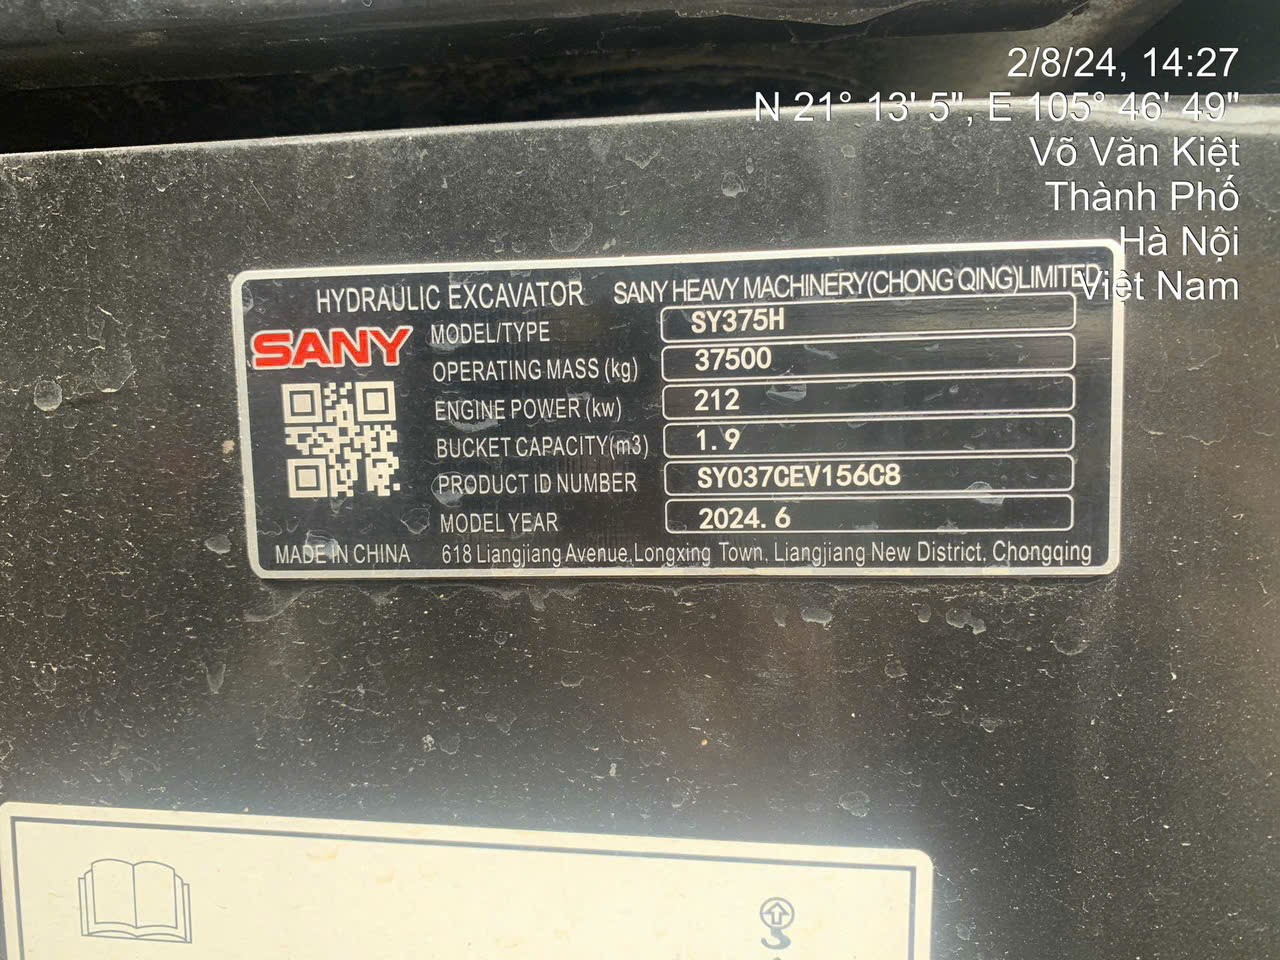 2/8/24, 14:27
N 21° 13' 5", E 105° 46' 49"
Võ Văn Kiệt
Thành Phố
Hà Nội
Việt Nam
HYDRAULIC EXCAVATOR SANY HEAVY MACHINERY(CHONG QING)LIMITED
SANY
MODEL/TYPE SY375H
OPERATING MASS (kg) 37500
ENGINE POWER (kw) 212
BUCKET CAPACITY(m3) 1.9
PRODUCT ID NUMBER SY037CEV156C8
MODEL YEAR 2024.6
MADE IN CHINA 618 Liangjiang Avenue,Longxing Town, Liangjiang New District, Chongqing